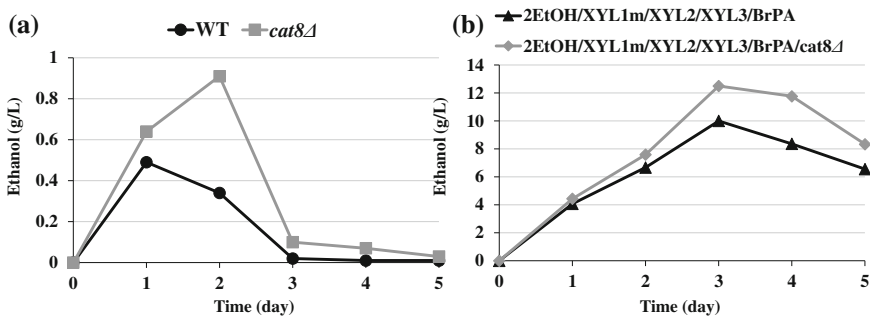 (a)
WT
cat8Δ
1
0.8
0.6
0.4
0.2
0
Ethanol (g/L)
0 1 2 3 4 5
Time (day)
(b)
2EtOH/XYL1m/XYL2/XYL3/BrPA
2EtOH/XYL1m/XYL2/XYL3/BrPA/cat8Δ
14
12
10
8
6
4
2
0
Ethanol (g/L)
0 1 2 3 4 5
Time (day)